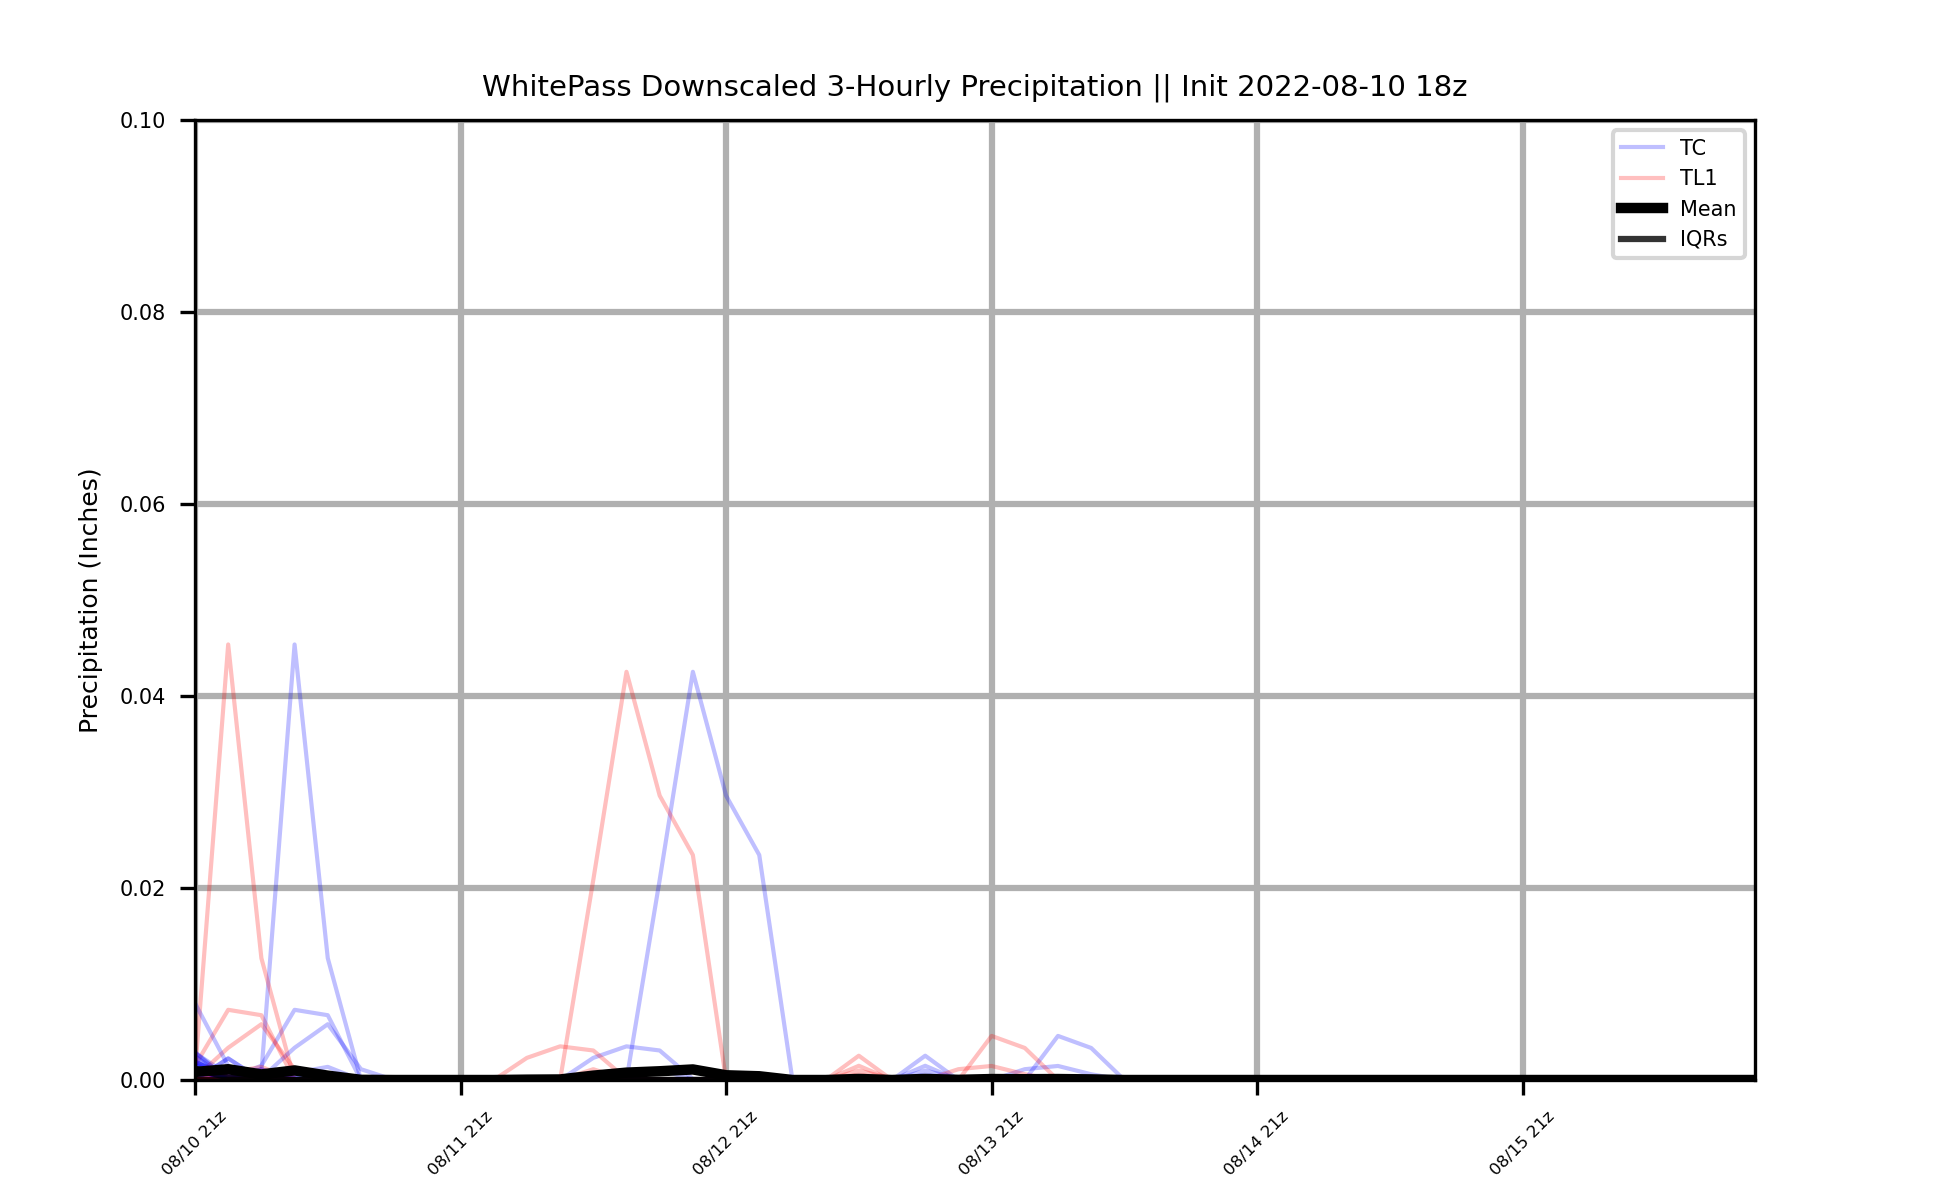 WhitePass Downscaled 3-Hourly Precipitation || Init 2022-08-10 18z
Precipitation (Inches)
0.10
0.08
0.06
0.04
0.02
0.00
TC
TL1
Mean
IQRs
08/10 21z
08/11 21z
08/12 21z
08/13 21z
08/14 21z
08/15 21z